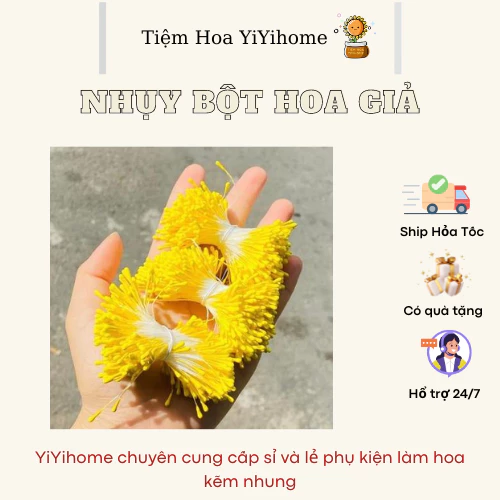 Tiệm Hoa YiYihome
NHỤY BỘT HOA GIẢ
Ship Hỏa Tốc
Có quà tặng
Hổ trợ 24/7
YiYihome chuyên cung cấp sỉ và lẻ phụ kiện làm hoa
kẽm nhung